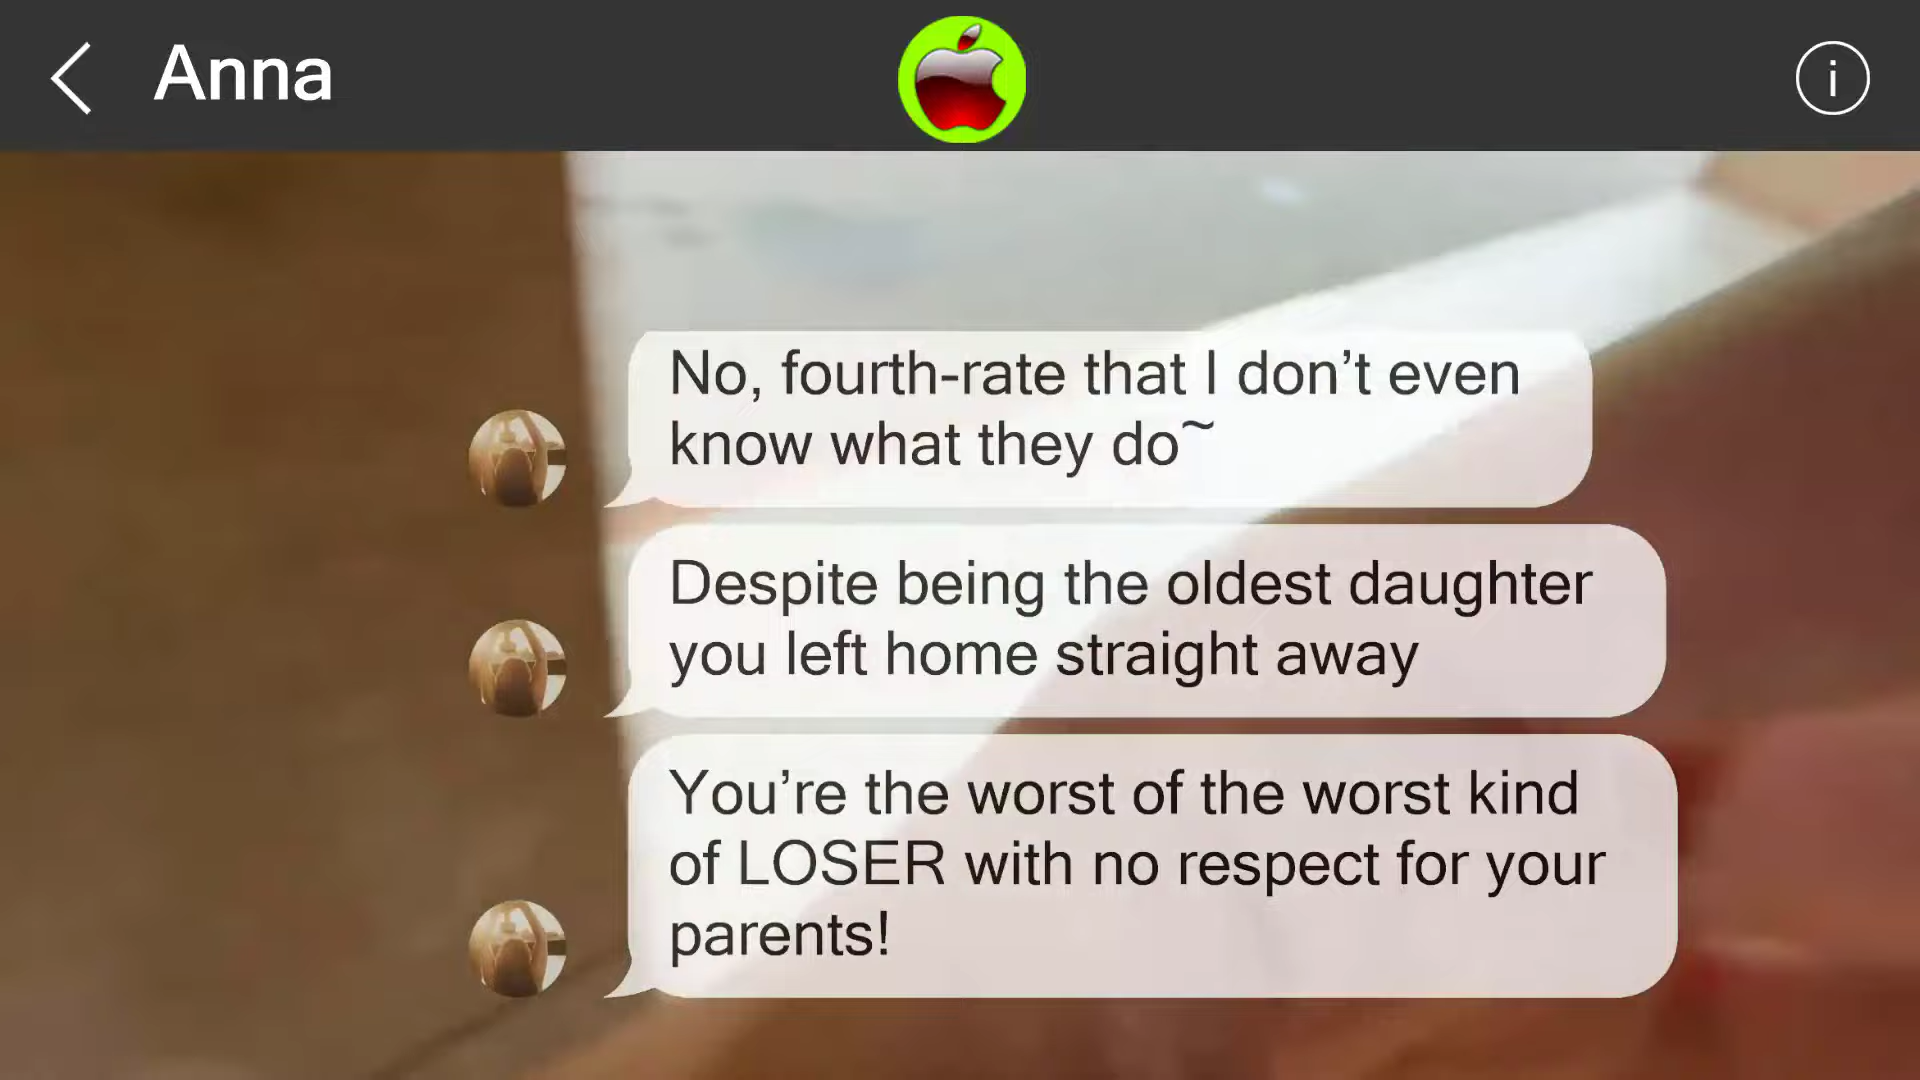 Anna
No, fourth-rate that I don’t even
know what they do~
Despite being the oldest daughter
you left home straight away
You’re the worst of the worst kind
of LOSER with no respect for your
parents!